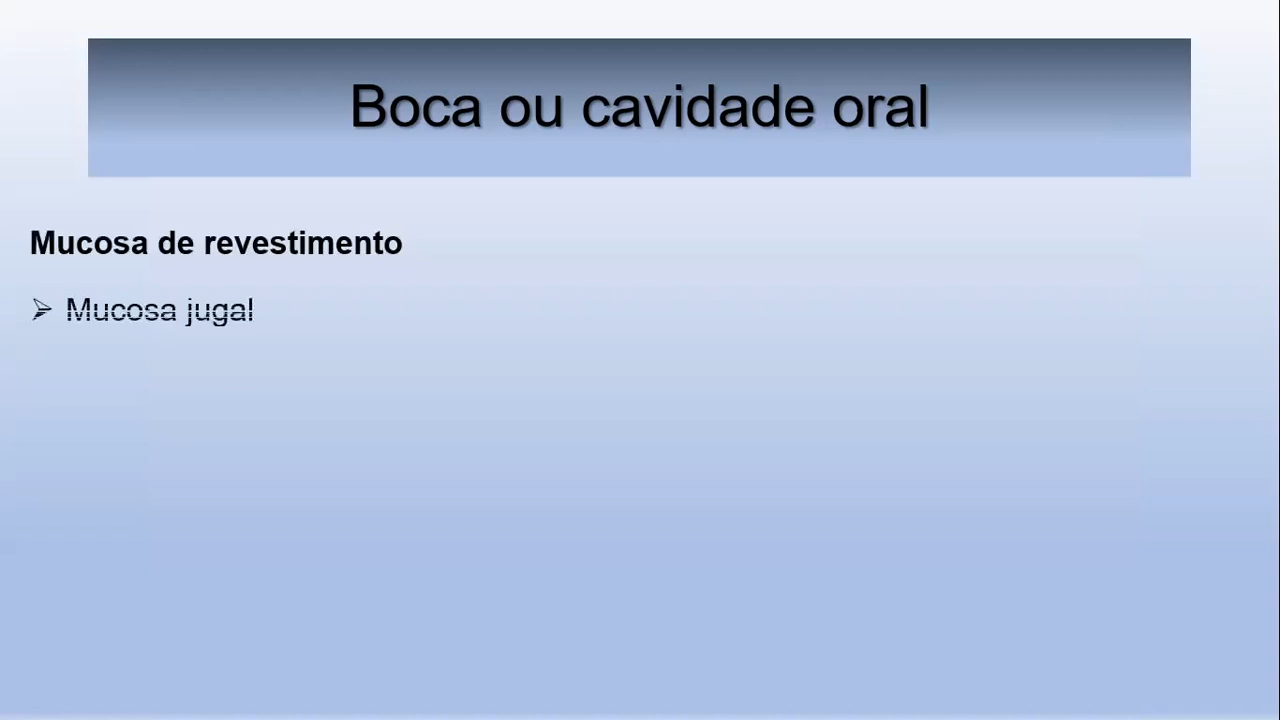 Boca ou cavidade oral
Mucosa de revestimento
➢ Mucosa jugal